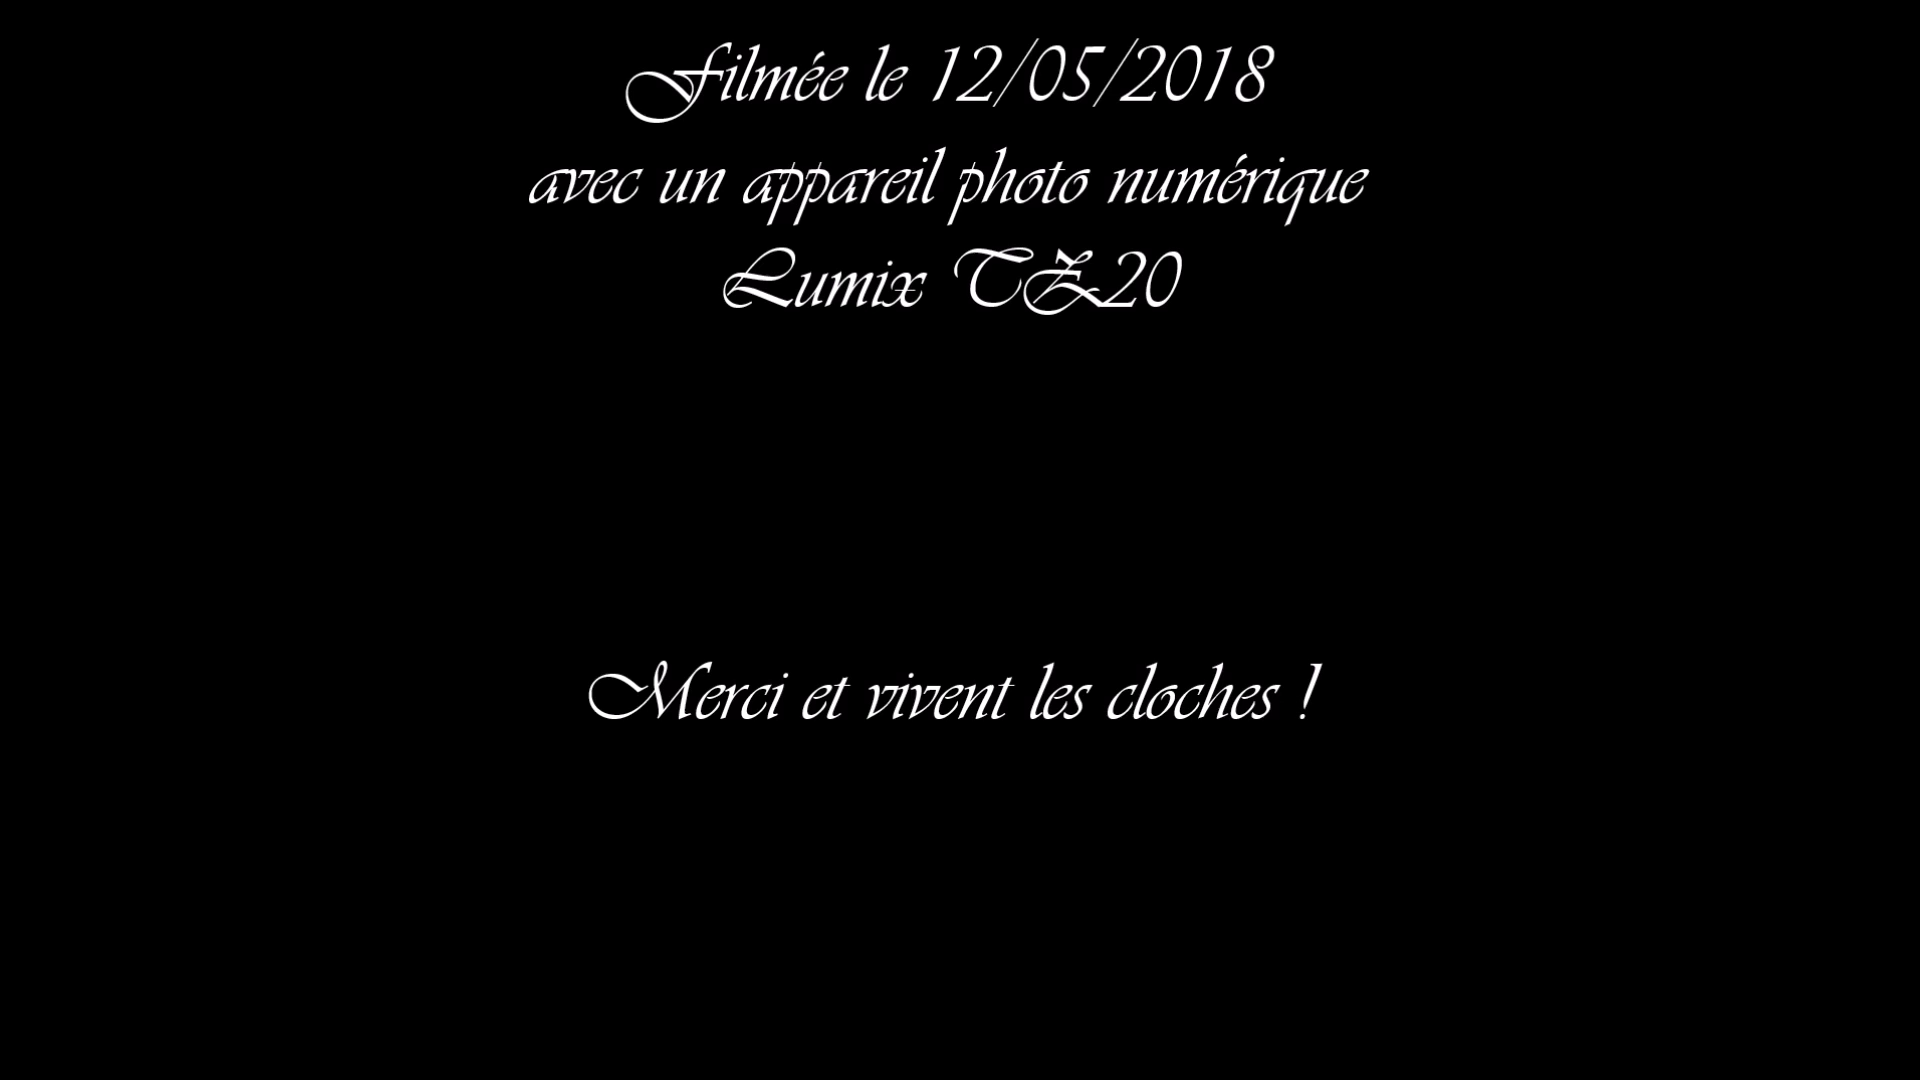 Filmée le 12/05/2018
avec un appareil photo numérique
Lumix TZ20
Merci et vivent les cloches !